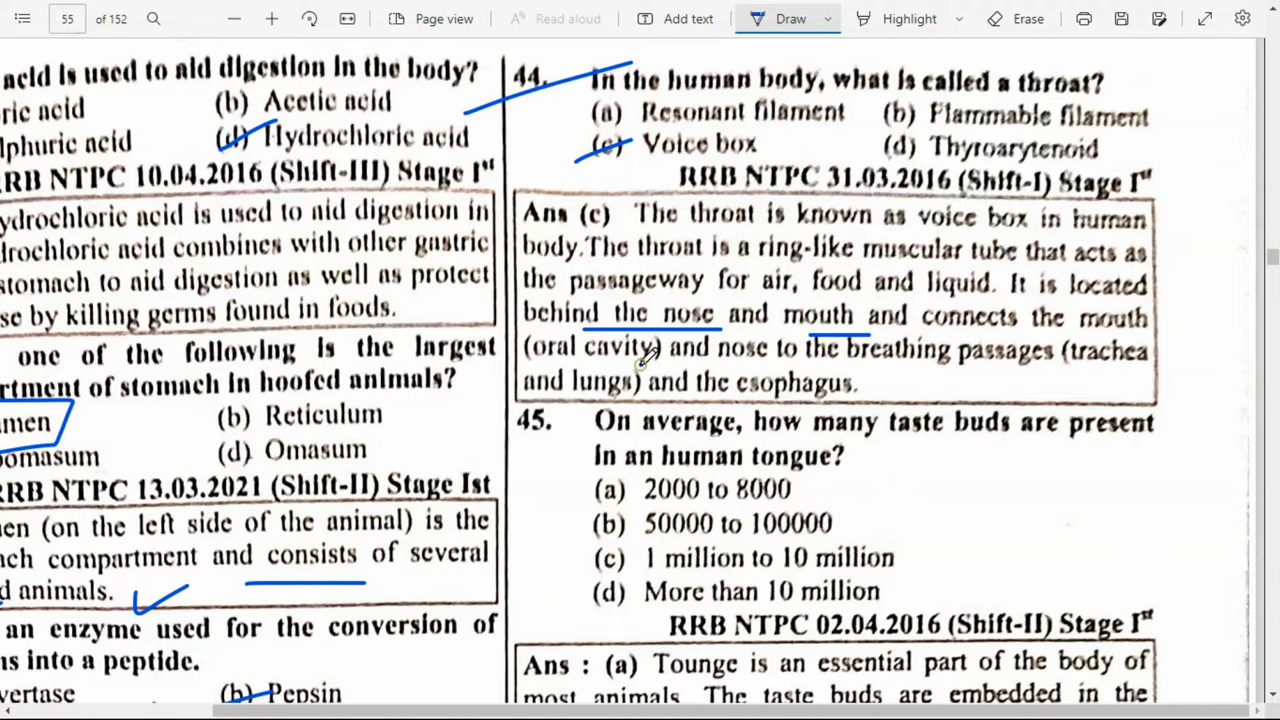 55 of 152 Page view Read aloud Add text Draw Highlight Erase
acid is used to aid digestion in the body?
ric acid (b) Acetic acid
lphuric acid (d) Hydrochloric acid
RRB NTPC 10.04.2016 (Shift-III) Stage Ist
ydrochloric acid is used to aid digestion in
drochloric acid combines with other gastric
stomach to aid digestion as well as protect
se by killing germs found in foods.
one of the following is the largest
rtment of stomach in hoofed animals?
men (b) Reticulum
omasum (d) Omasum
RRB NTPC 13.03.2021 (Shift-II) Stage Ist
en (on the left side of the animal) is the
ach compartment and consists of several
d animals.
an enzyme used for the conversion of
ns into a peptide.
vertase (b) Pepsin
44. In the human body, what is called a throat?
(a) Resonant filament (b) Flammable filament
(c) Voice box (d) Thyroarytenoid
RRB NTPC 31.03.2016 (Shift-I) Stage Ist
Ans (c) The throat is known as voice box in human
body.The throat is a ring-like muscular tube that acts as
the passageway for air, food and liquid. It is located
behind the nose and mouth and connects the mouth
(oral cavity) and nose to the breathing passages (trachea
and lungs) and the esophagus.
45. On average, how many taste buds are present
in an human tongue?
(a) 2000 to 8000
(b) 50000 to 100000
(c) 1 million to 10 million
(d) More than 10 million
RRB NTPC 02.04.2016 (Shift-II) Stage Ist
Ans : (a) Tounge is an essential part of the body of
most animals. The taste buds are embedded in the